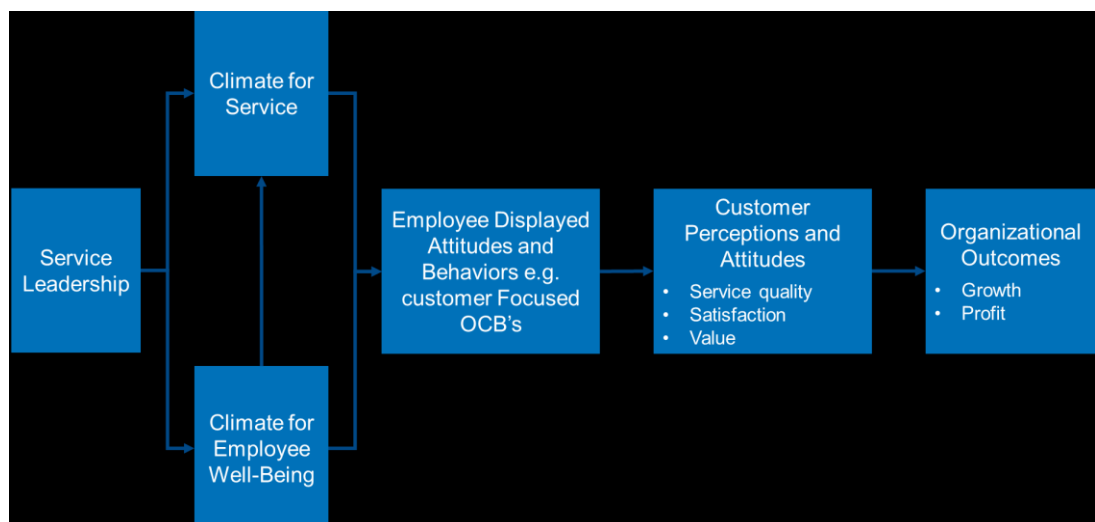 Climate for
Service
Service
Leadership
Climate for
Employee
Well-Being
Employee Displayed
Attitudes and
Behaviors e.g.
customer Focused
OCB's
Customer
Perceptions and
Attitudes
• Service quality
• Satisfaction
• Value
Organizational
Outcomes
• Growth
• Profit